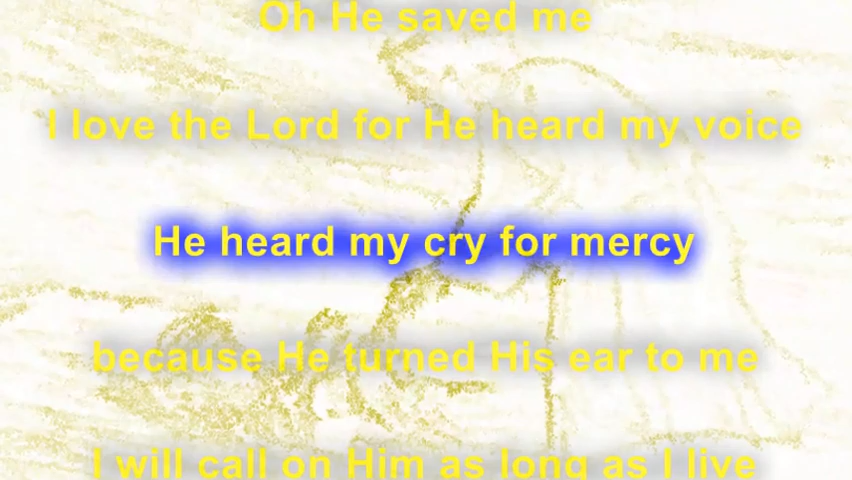 Oh He saved me
I love the Lord for He heard my voice
He heard my cry for mercy
because He turned His ear to me
I will call on Him as long as I live